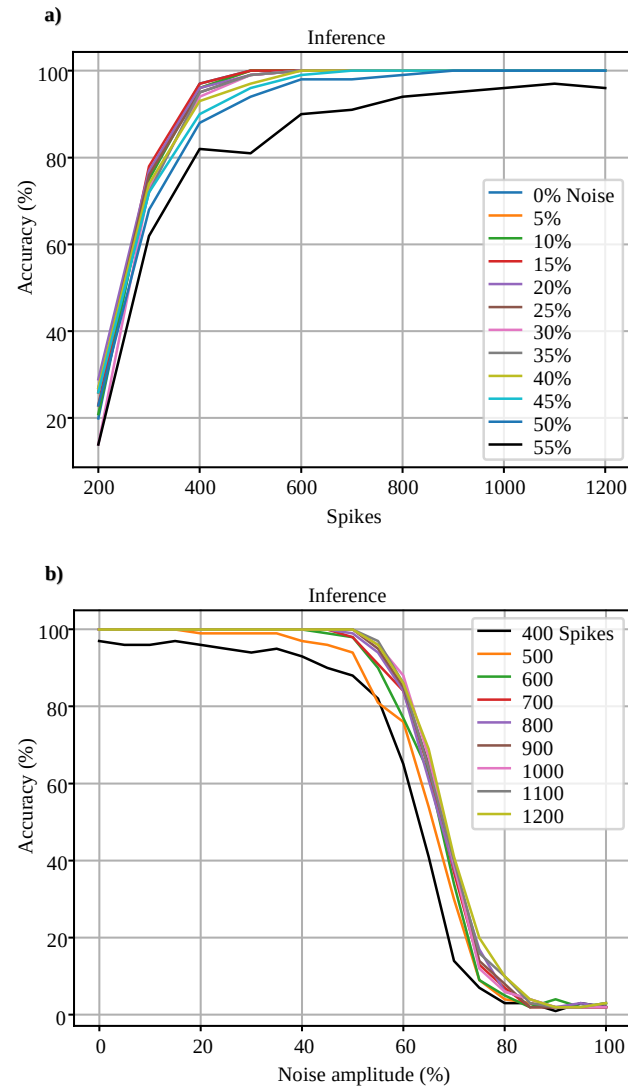 a)
Inference
100
80
60
40
20
Accuracy (%)
0% Noise
5%
10%
15%
20%
25%
30%
35%
40%
45%
50%
55%
200 400 600 800 1000 1200
Spikes
b)
Inference
100
80
60
40
20
0
Accuracy (%)
400 Spikes
500
600
700
800
900
1000
1100
1200
0 20 40 60 80 100
Noise amplitude (%)